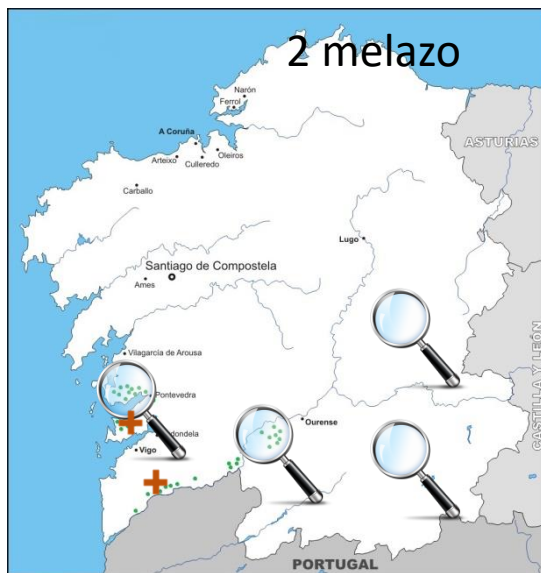 2 melazo
Narón
Ferrol
A Coruña
Oleiros
Arteixo
Culleredo
ASTURIAS
Carballo
Lugo
Santiago de Compostela
Ames
Vilagarcía de Arousa
CASTILLA Y LEÓN
Pontevedra
Ourense
Vigo
PORTUGAL